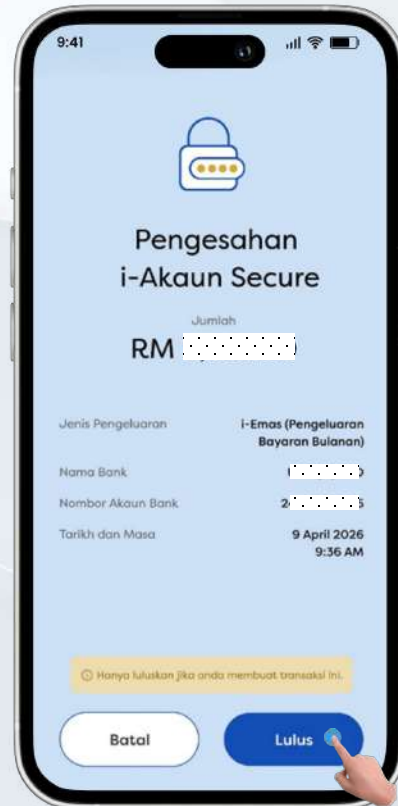 9:41
Pengesahan
i-Akaun Secure
Jumlah
RM
Jenis Pengeluaran i-Emas (Pengeluaran
Bayaran Bulanan)
Nama Bank
Nombor Akaun Bank
Tarikh dan Masa 9 April 2026
9:36 AM
Hanya luluskan jika anda membuat transaksi ini.
Batal Lulus